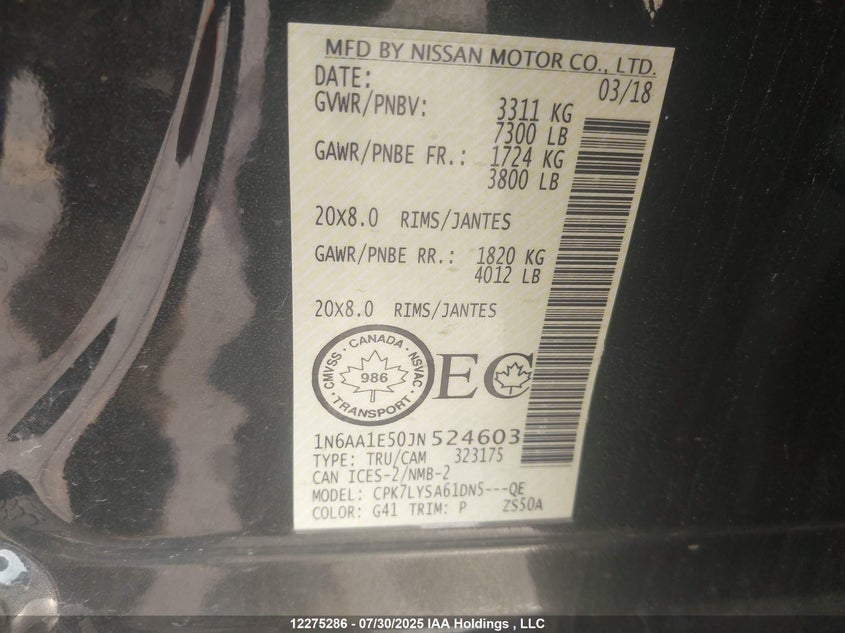 MFD BY NISSAN MOTOR CO., LTD.
DATE: 03/18
GVWR/PNBV: 3311 KG
7300 LB
GAWR/PNBE FR.: 1724 KG
3800 LB
20X8.0 RIMS/JANTES
GAWR/PNBE RR.: 1820 KG
4012 LB
20X8.0 RIMS/JANTES
CMVSS · CANADA · NSVAC
986
· TRANSPORT ·
EC
1N6AA1E50JN524603
TYPE: TRU/CAM 323175
CAN ICES-2/NMB-2
MODEL: CPK7LYSA61DN5---QE
COLOR: G41 TRIM: P ZS50A
12275286 - 07/30/2025 IAA Holdings , LLC